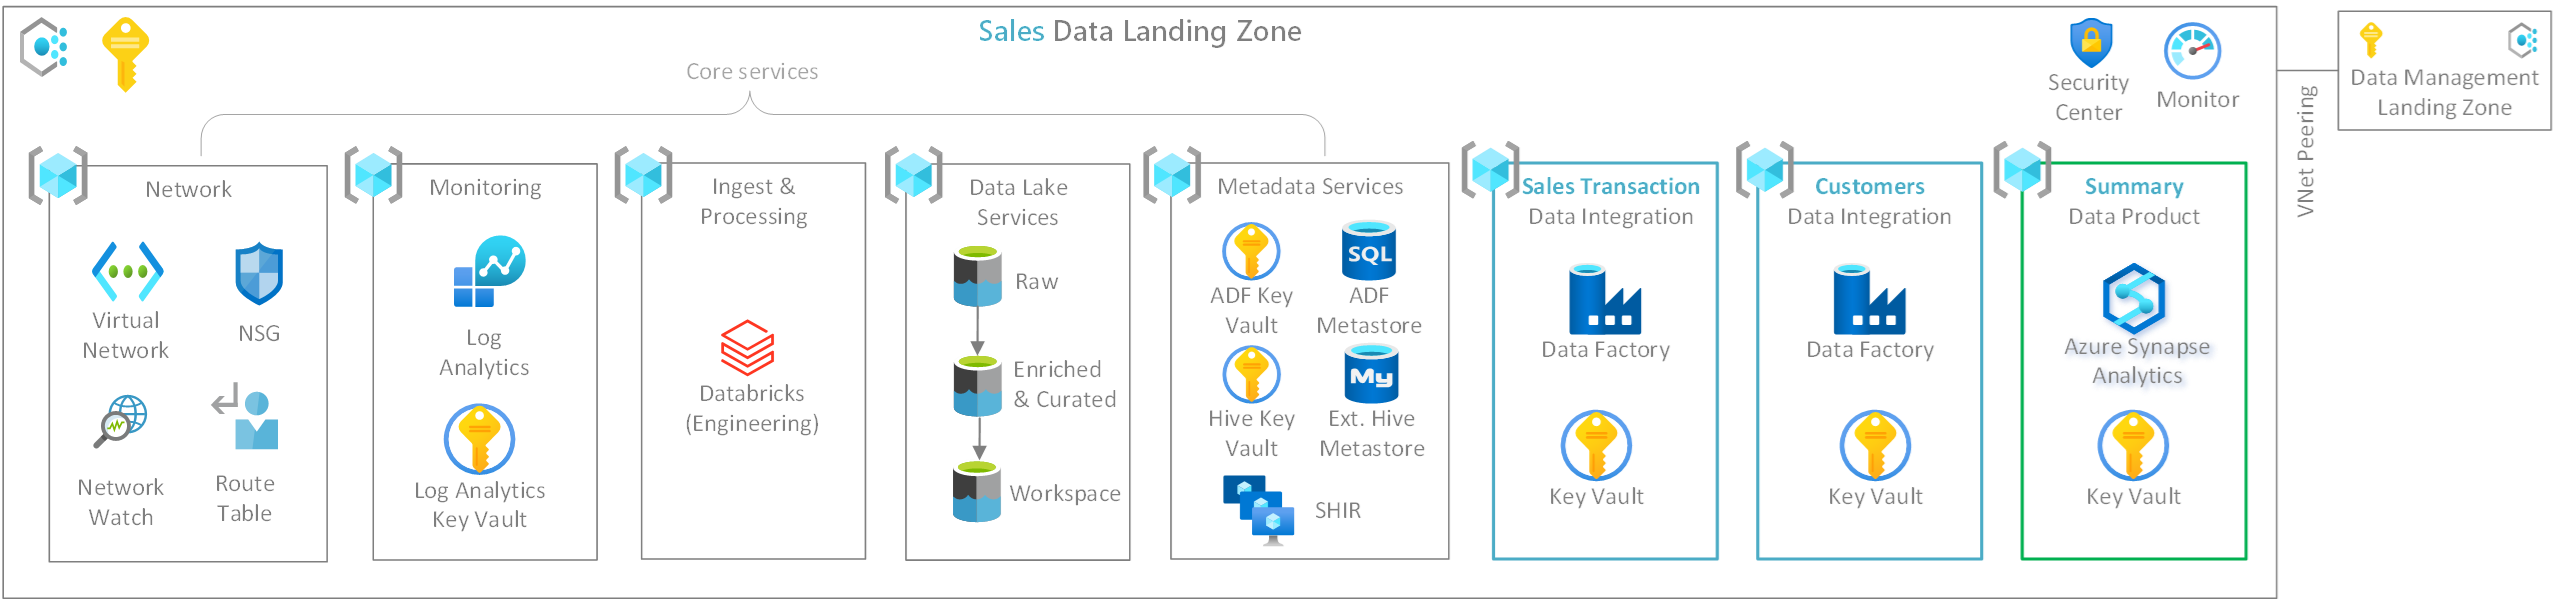 Sales Data Landing Zone
Core services
Security
Center
Monitor
VNet Peering
Data Management
Landing Zone
Network
Virtual
Network
NSG
Network
Watch
Route
Table
Monitoring
Log
Analytics
Log Analytics
Key Vault
Ingest &
Processing
Databricks
(Engineering)
Data Lake
Services
Raw
Enriched
& Curated
Workspace
Metadata Services
ADF Key
Vault
SQL
ADF
Metastore
Hive Key
Vault
My
Ext. Hive
Metastore
SHIR
Sales Transaction
Data Integration
Data Factory
Key Vault
Customers
Data Integration
Data Factory
Key Vault
Summary
Data Product
Azure Synapse
Analytics
Key Vault